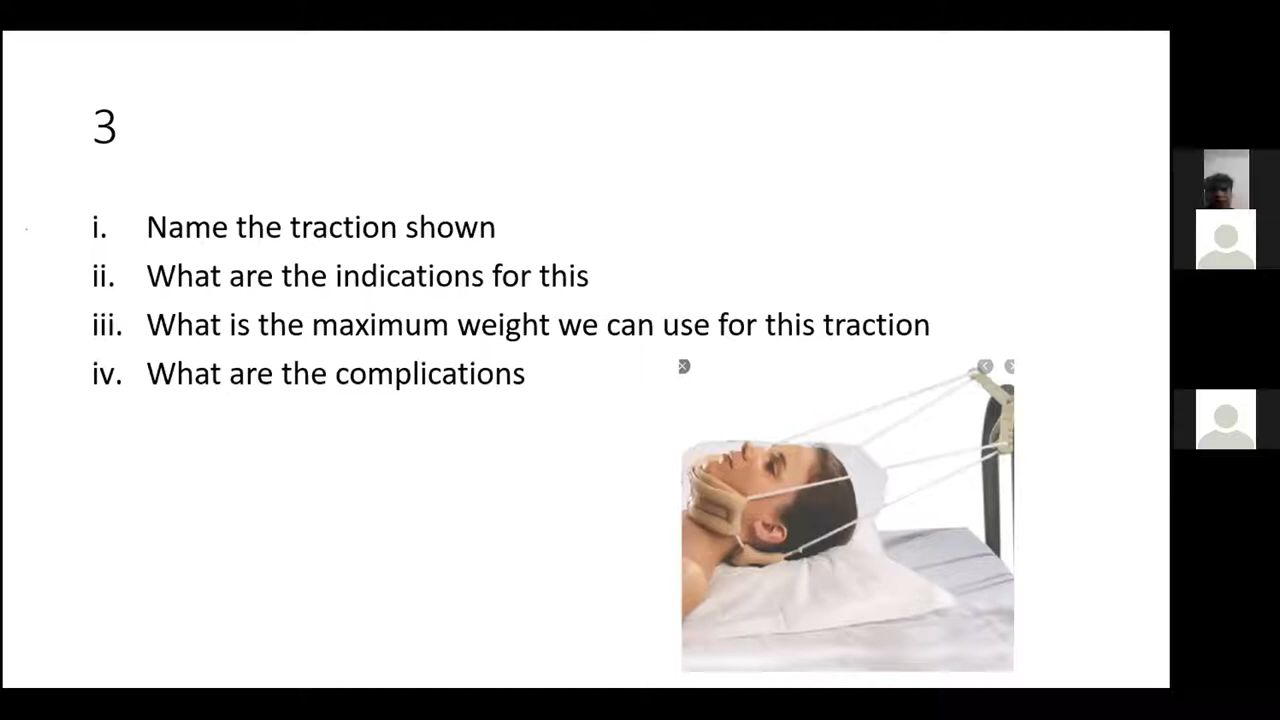 3
i. Name the traction shown
ii. What are the indications for this
iii. What is the maximum weight we can use for this traction
iv. What are the complications